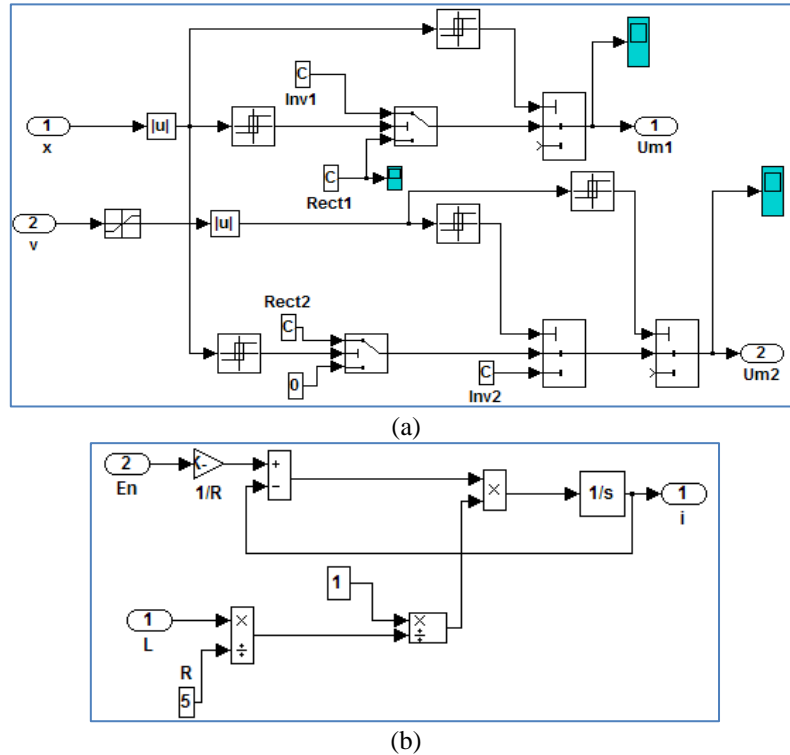 C
Inv1
1
x
|u|
C
Rect1
1
Um1
2
v
|u|
Rect2
C
0
C
Inv2
2
Um2
(a)
2
En
K-
1/R
+
−
×
1/s
1
i
1
1
L
×
÷
×
÷
R
5
(b)